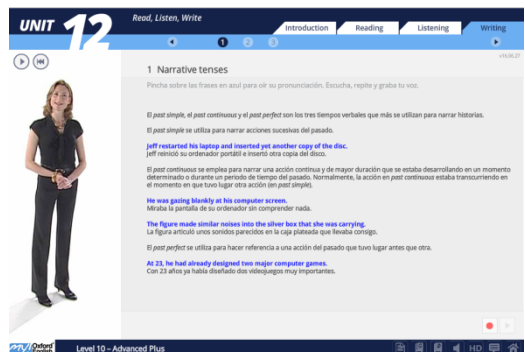 UNIT 12
Read, Listen, Write
Introduction
Reading
Listening
Writing
1 2 3
v16.06.27
1 Narrative tenses
Pincha sobre las frases en azul para oír su pronunciación. Escucha, repite y graba tu voz.
El past simple, el past continuous y el past perfect son los tres tiempos verbales que más se utilizan para narrar historias.
El past simple se utiliza para narrar acciones sucesivas del pasado.
Jeff restarted his laptop and inserted yet another copy of the disc.
Jeff reinició su ordenador portátil e insertó otra copia del disco.
El past continuous se emplea para narrar una acción continua y de mayor duración que se estaba desarrollando en un momento
determinado o durante un periodo de tiempo del pasado. Normalmente, la acción en past continuous estaba transcurriendo en
el momento en que tuvo lugar otra acción (en past simple).
He was gazing blankly at his computer screen.
Miraba la pantalla de su ordenador sin comprender nada.
The figure made similar noises into the silver box that she was carrying.
La figura articuló unos sonidos parecidos en la caja plateada que llevaba consigo.
El past perfect se utiliza para hacer referencia a una acción del pasado que tuvo lugar antes que otra.
At 23, he had already designed two major computer games.
Con 23 años ya había diseñado dos videojuegos muy importantes.
My Oxford English
Level 10 – Advanced Plus
HD